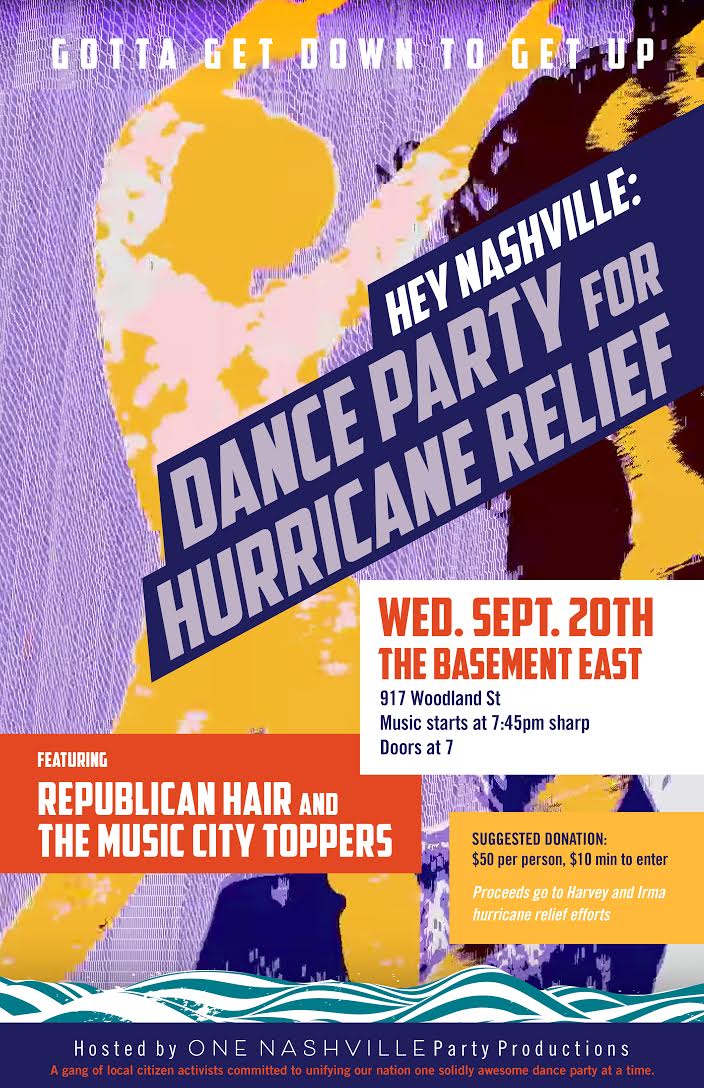 GOTTA GET DOWN TO GET UP
HEY NASHVILLE:
DANCE PARTY FOR
HURRICANE RELIEF
WED. SEPT. 20TH
THE BASEMENT EAST
917 Woodland St
Music starts at 7:45pm sharp
Doors at 7
FEATURING
REPUBLICAN HAIR AND
THE MUSIC CITY TOPPERS
SUGGESTED DONATION:
$50 per person, $10 min to enter
Proceeds go to Harvey and Irma
hurricane relief efforts
Hosted by ONE NASHVILLE Party Productions
A gang of local citizen activists committed to unifying our nation one solidly awesome dance party at a time.